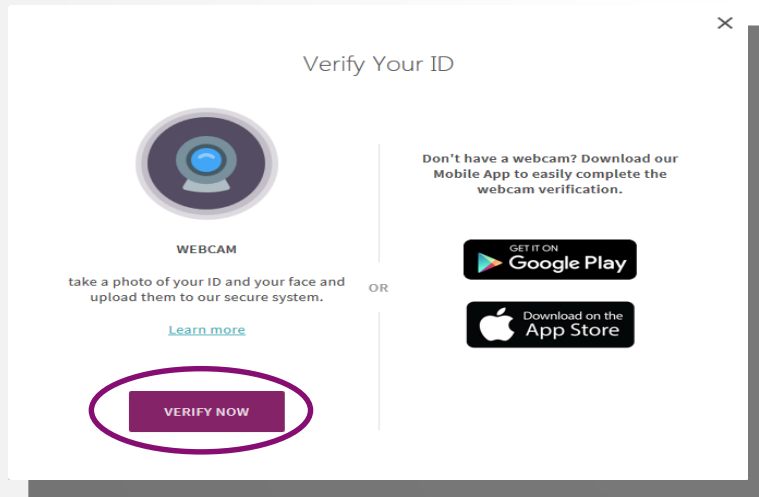 Verify Your ID
WEBCAM
take a photo of your ID and your face and
upload them to our secure system.
Learn more
VERIFY NOW
OR
Don't have a webcam? Download our
Mobile App to easily complete the
webcam verification.
GET IT ON
Google Play
Download on the
App Store